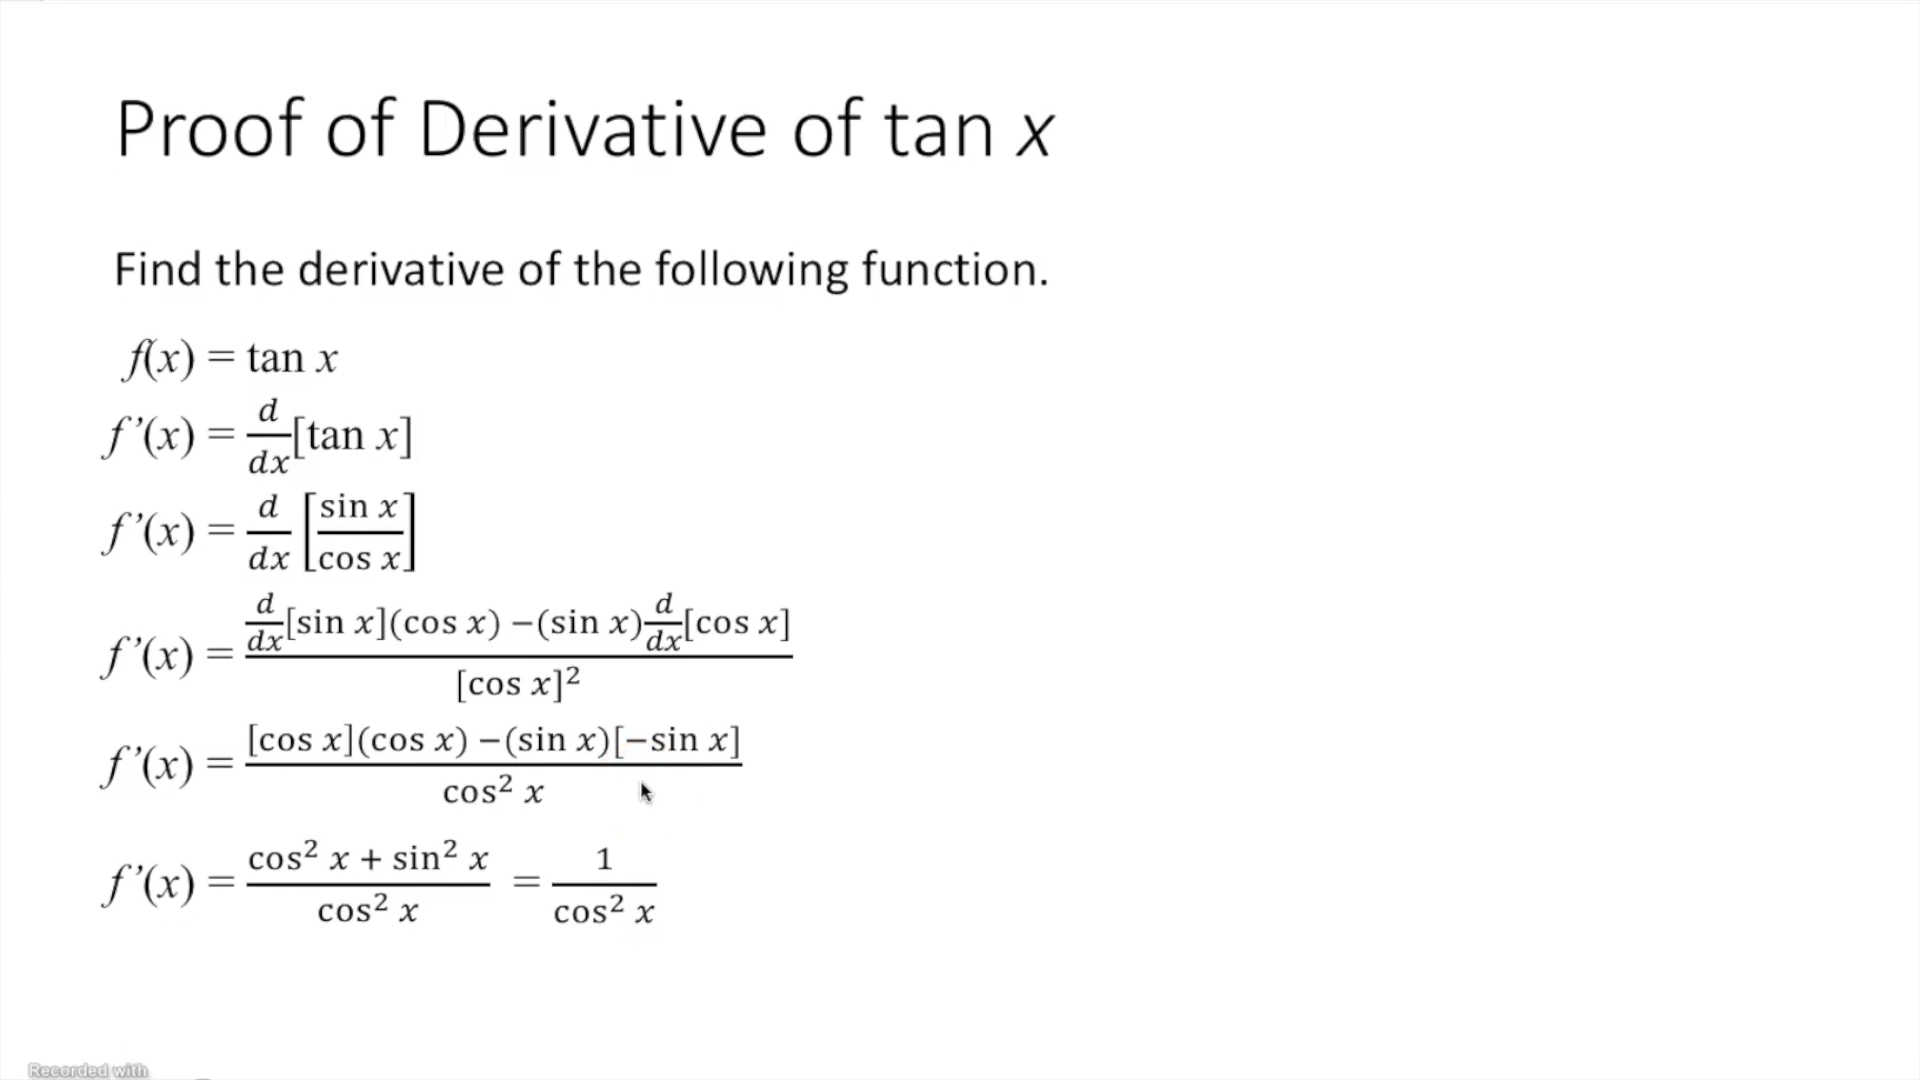 Proof of Derivative of tan x
Find the derivative of the following function.
f(x) = tan x
f’(x) = d/dx[tan x]
f’(x) = d/dx [sin x/cos x]
f’(x) = (d/dx[sin x](cos x) −(sin x)d/dx[cos x])/[cos x]²
f’(x) = ([cos x](cos x) −(sin x)[−sin x])/cos² x
f’(x) = (cos² x + sin² x)/cos² x = 1/cos² x
Recorded with